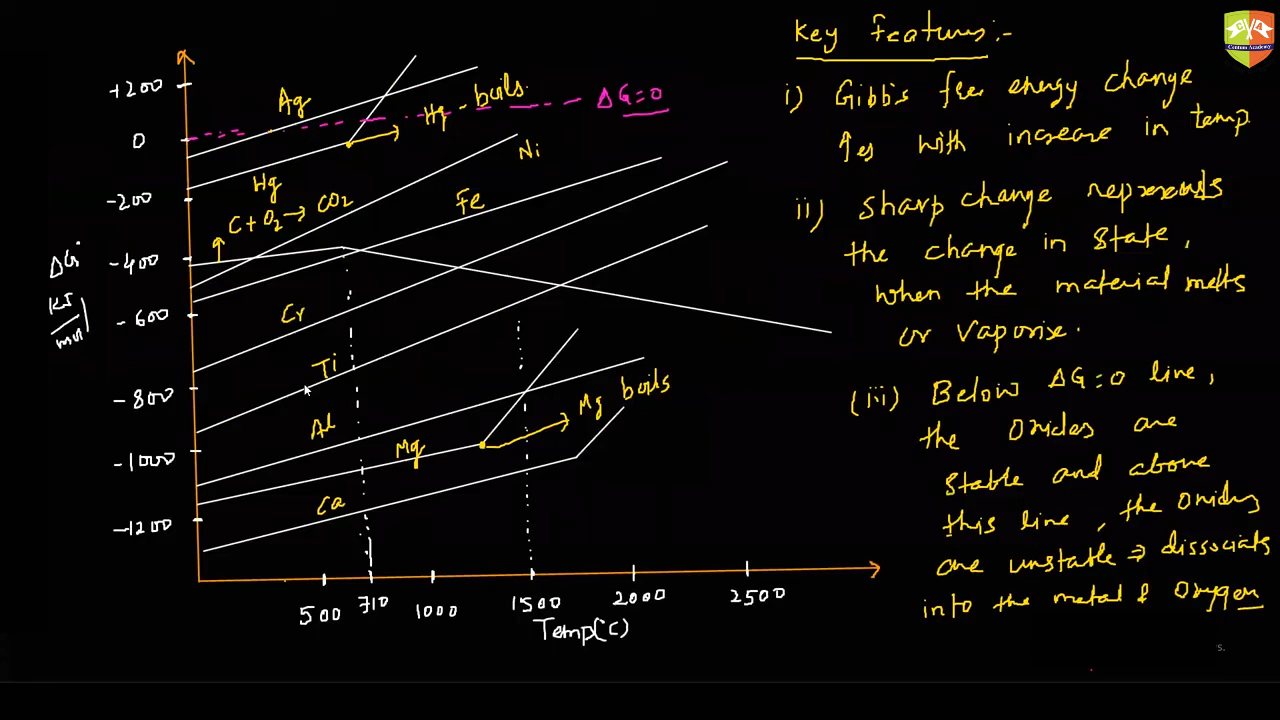 Key Features:-
i) Gibb's free energy change
↑es with increase in temp
ii) Sharp change represents
the change in state,
when the material melts
or vaporise.
(iii) Below ΔG=0 line,
the Oxides are
stable and above
this line, the Oxides
are unstable ⇒ dissociats
into the metal & Oxygen
+200
0
-200
-400
-600
-800
-1000
-1200
ΔG°
KJ/mol
Ag
Hg - boils
ΔG=0
Hg
C + O2 → CO2
Ni
Fe
Cr
Ti
Al
Mg
Mg boils
Ca
500
710
1000
1500
2000
2500
Temp(°C)
Centum Academy
s.